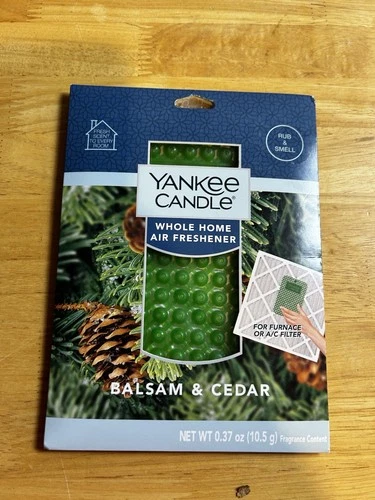 FRESH
SCENT
TO EVERY
ROOM
RUB
&
SMELL
YANKEE
CANDLE®
WHOLE HOME
AIR FRESHENER
FOR FURNACE
OR A/C FILTER
BALSAM & CEDAR
NET WT 0.37 oz (10.5 g) Fragrance Content